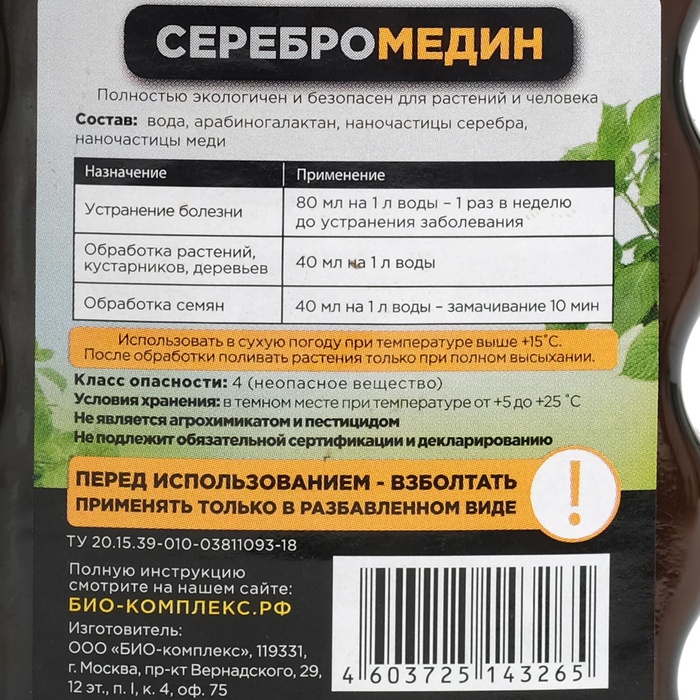 СЕРЕБРОМЕДИН
Полностью экологичен и безопасен для растений и человека
Состав: вода, арабиногалактан, наночастицы серебра,
наночастицы меди
Назначение Применение
Устранение болезни 80 мл на 1 л воды – 1 раз в неделю
до устранения заболевания
Обработка растений,
кустарников, деревьев 40 мл на 1 л воды
Обработка семян 40 мл на 1 л воды – замачивание 10 мин
Использовать в сухую погоду при температуре выше +15˚С.
После обработки поливать растения только при полном высыхании.
Класс опасности: 4 (неопасное вещество)
Условия хранения: в темном месте при температуре от +5 до +25 ˚С
Не является агрохимикатом и пестицидом
Не подлежит обязательной сертификации и декларированию
ПЕРЕД ИСПОЛЬЗОВАНИЕМ - ВЗБОЛТАТЬ
ПРИМЕНЯТЬ ТОЛЬКО В РАЗБАВЛЕННОМ ВИДЕ
!
ТУ 20.15.39-010-03811093-18
Полную инструкцию
смотрите на нашем сайте:
БИО-КОМПЛЕКС.РФ
Изготовитель:
ООО «БИО-комплекс», 119331,
г. Москва, пр-кт Вернадского, 29,
12 эт., п. I, к. 4, оф. 75
4 603725 143265